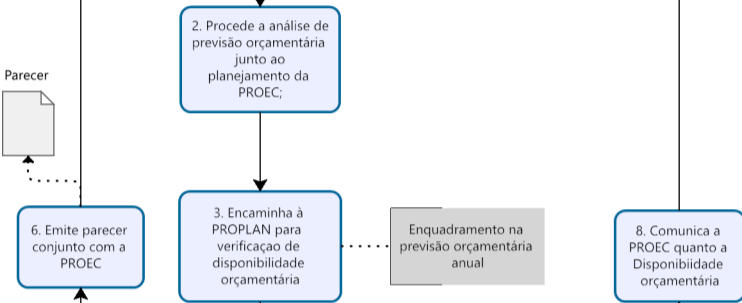 2. Procede a análise de
previsão orçamentária
junto ao
planejamento da
PROEC;
Parecer
6. Emite parecer
conjunto com a
PROEC
3. Encaminha à
PROPLAN para
verificaçao de
disponibilidade
orçamentária
Enquadramento na
previsão orçamentária
anual
8. Comunica a
PROEC quanto a
Disponibiidade
orçamentária